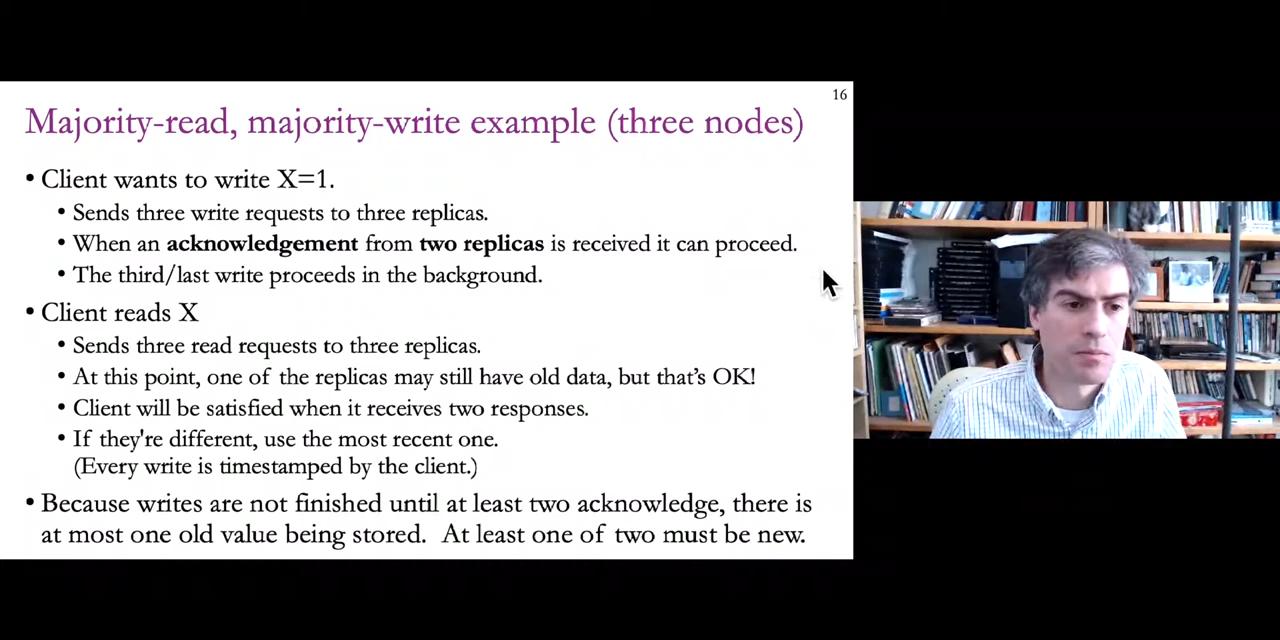 16
Majority-read, majority-write example (three nodes)
• Client wants to write X=1.
• Sends three write requests to three replicas.
• When an acknowledgement from two replicas is received it can proceed.
• The third/last write proceeds in the background.
• Client reads X
• Sends three read requests to three replicas.
• At this point, one of the replicas may still have old data, but that's OK!
• Client will be satisfied when it receives two responses.
• If they're different, use the most recent one.
(Every write is timestamped by the client.)
• Because writes are not finished until at least two acknowledge, there is
at most one old value being stored. At least one of two must be new.